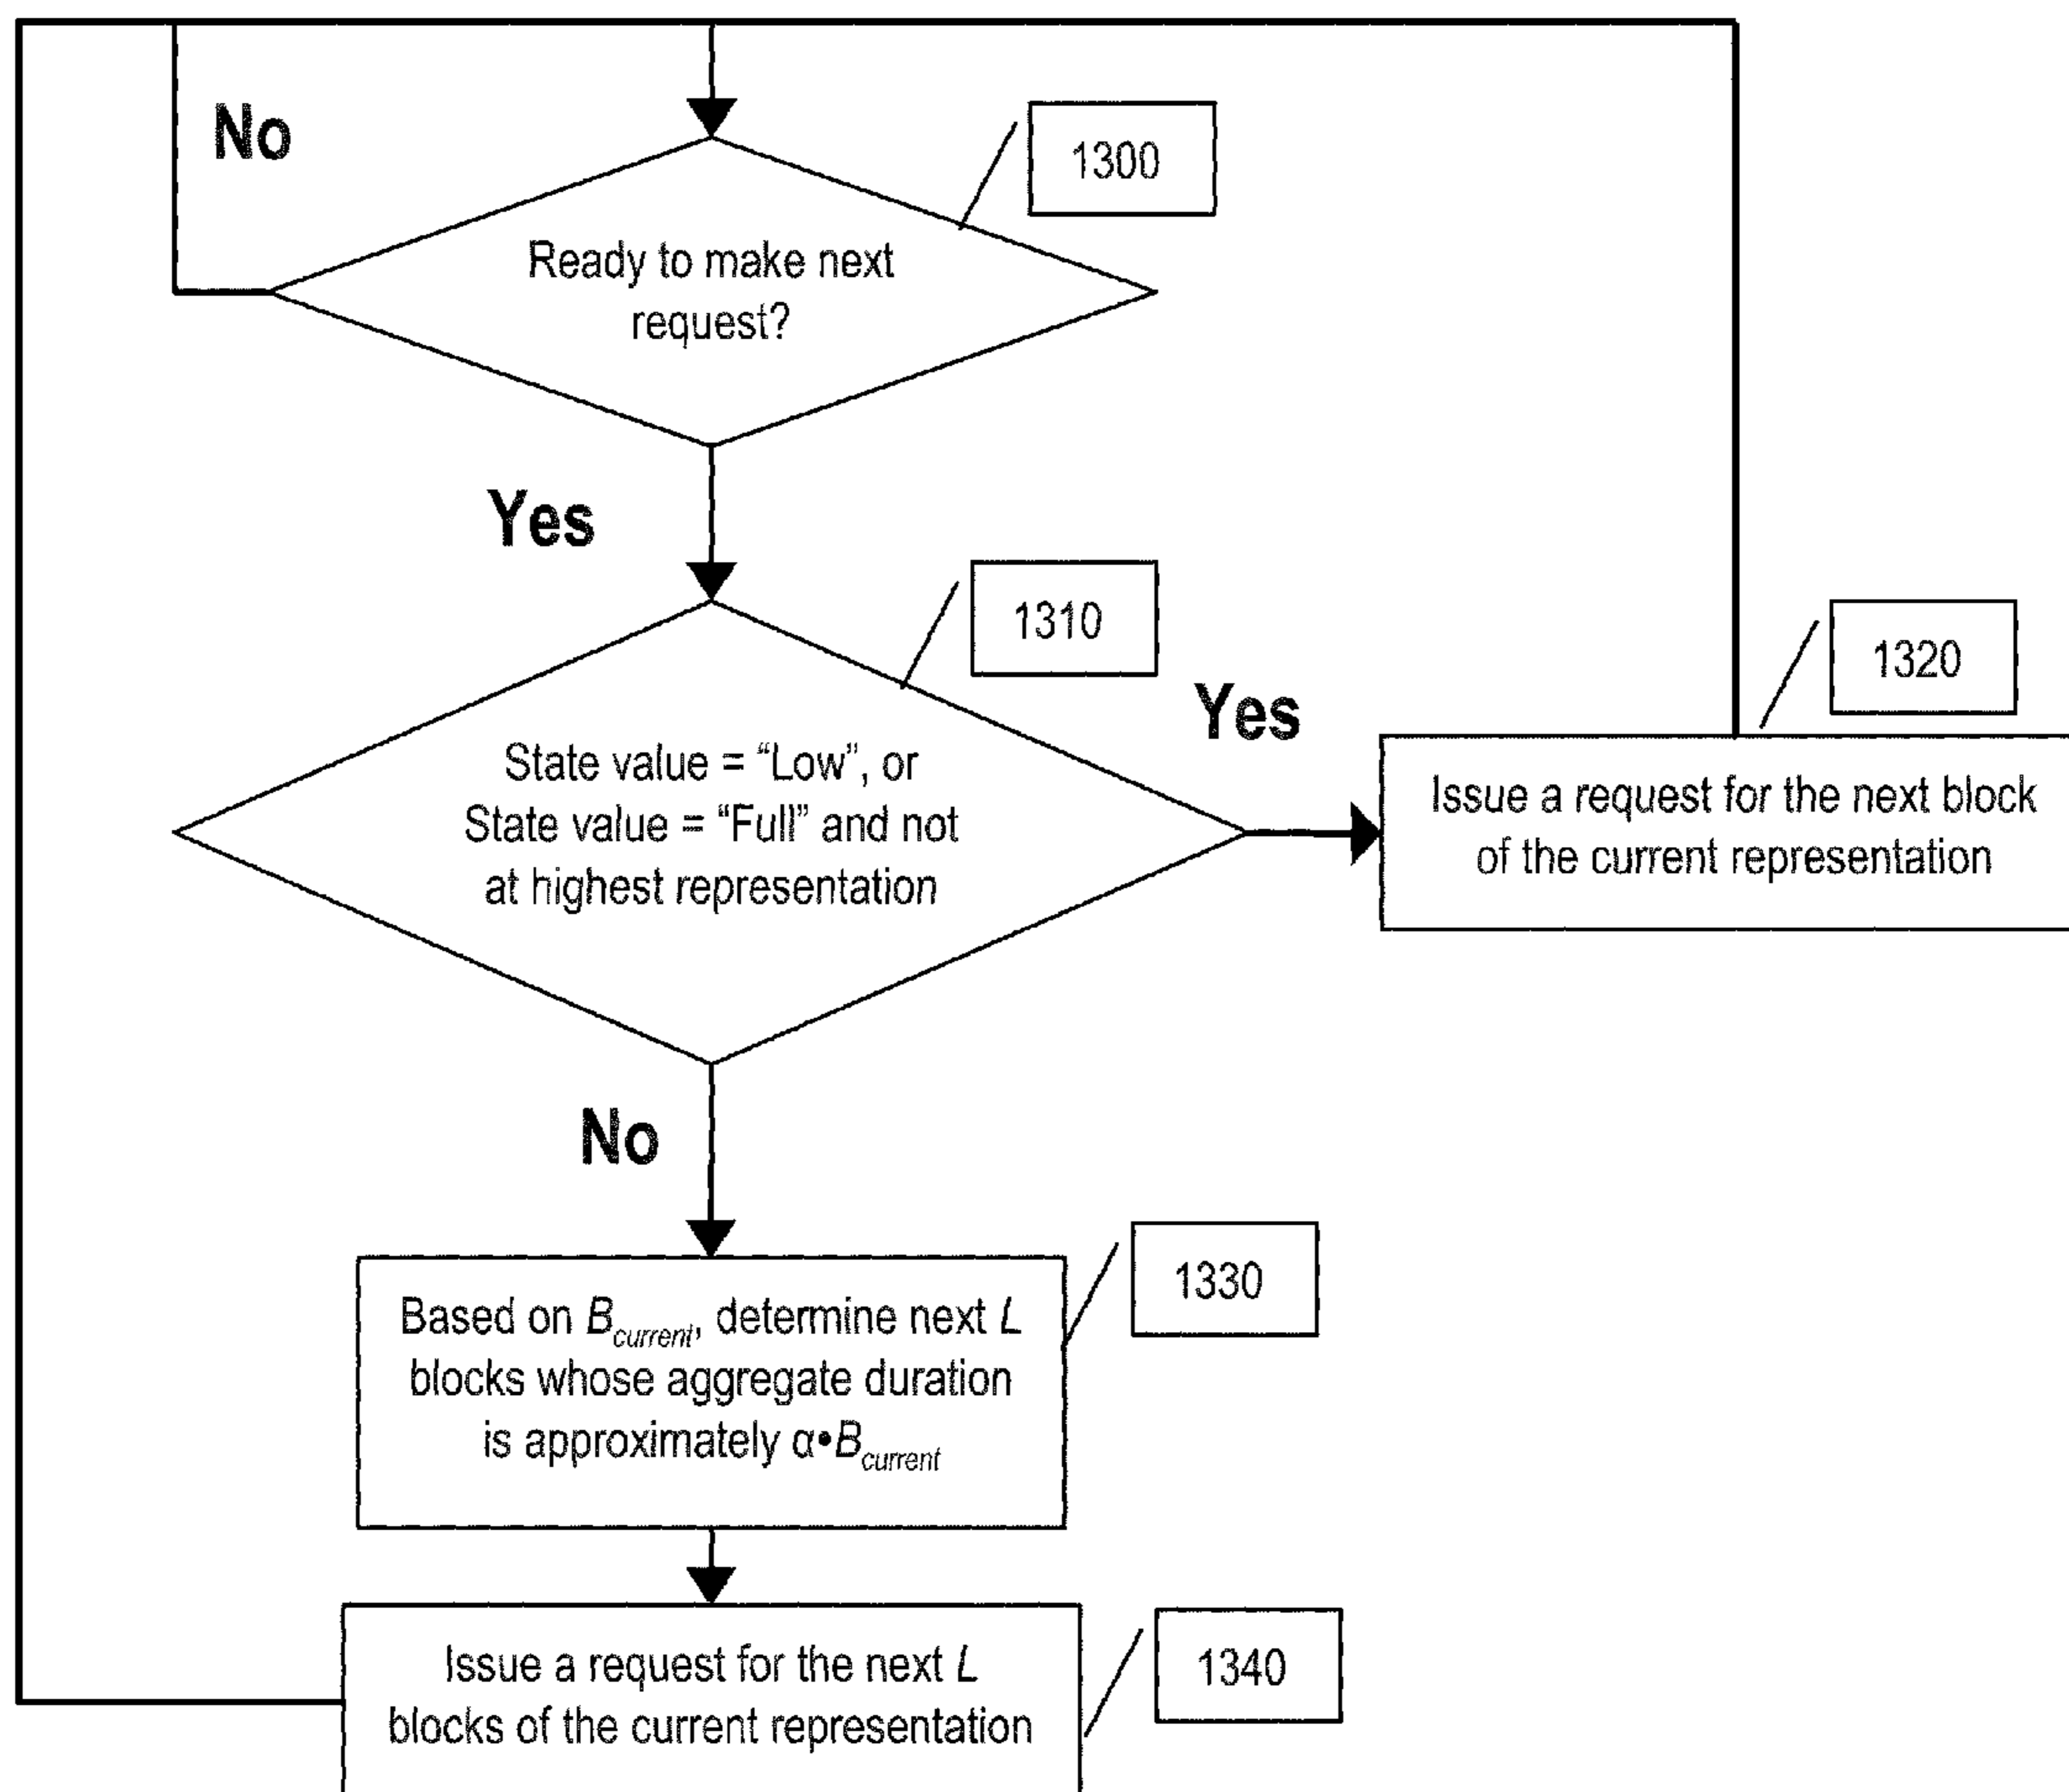 No
1300
Ready to make next
request?
Yes
1310
State value = “Low”, or
State value = “Full” and not
at highest representation
Yes
1320
Issue a request for the next block
of the current representation
No
1330
Based on B_current, determine next L
blocks whose aggregate duration
is approximately α•B_current
1340
Issue a request for the next L
blocks of the current representation